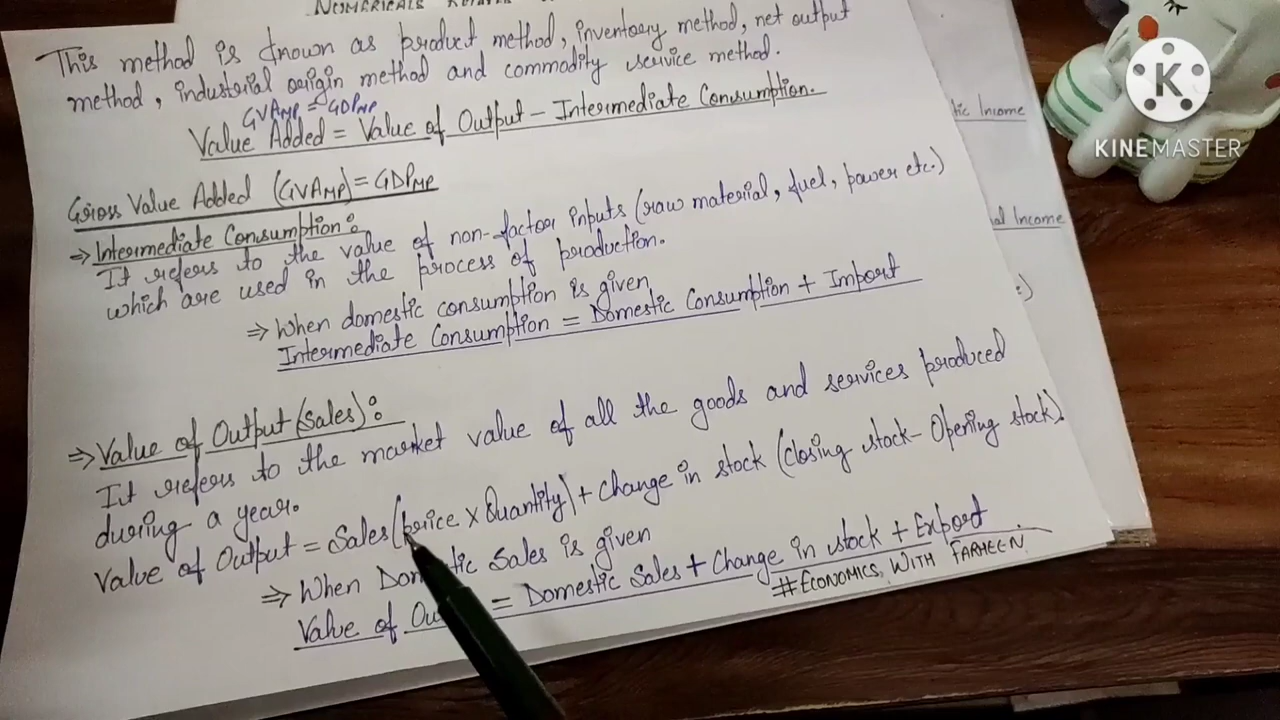 NUMERICALS
This method is known as product method, inventory method, net output
method, industrial origin method and commodity service method.
GVAMP = GDPMP
Value Added = Value of Output - Intermediate Consumption.
Gross Value Added (GVAMP) = GDPMP
⇒ Intermediate Consumption:
It refers to the value of non-factor inputs (raw material, fuel, power etc.)
which are used in the process of production.
⇒ When domestic consumption is given
Intermediate Consumption = Domestic Consumption + Import
⇒ Value of Output (Sales):
It refers to the market value of all the goods and services produced
during a year.
Value of Output = Sales (price × Quantity) + change in stock (closing stock - Opening stock).
⇒ When Domestic Sales is given
Value of Ou = Domestic Sales + Change in stock + Export
#ECONOMICS, WITH FARHEEN.
tic Income
al Income
e)
K
KINEMASTER